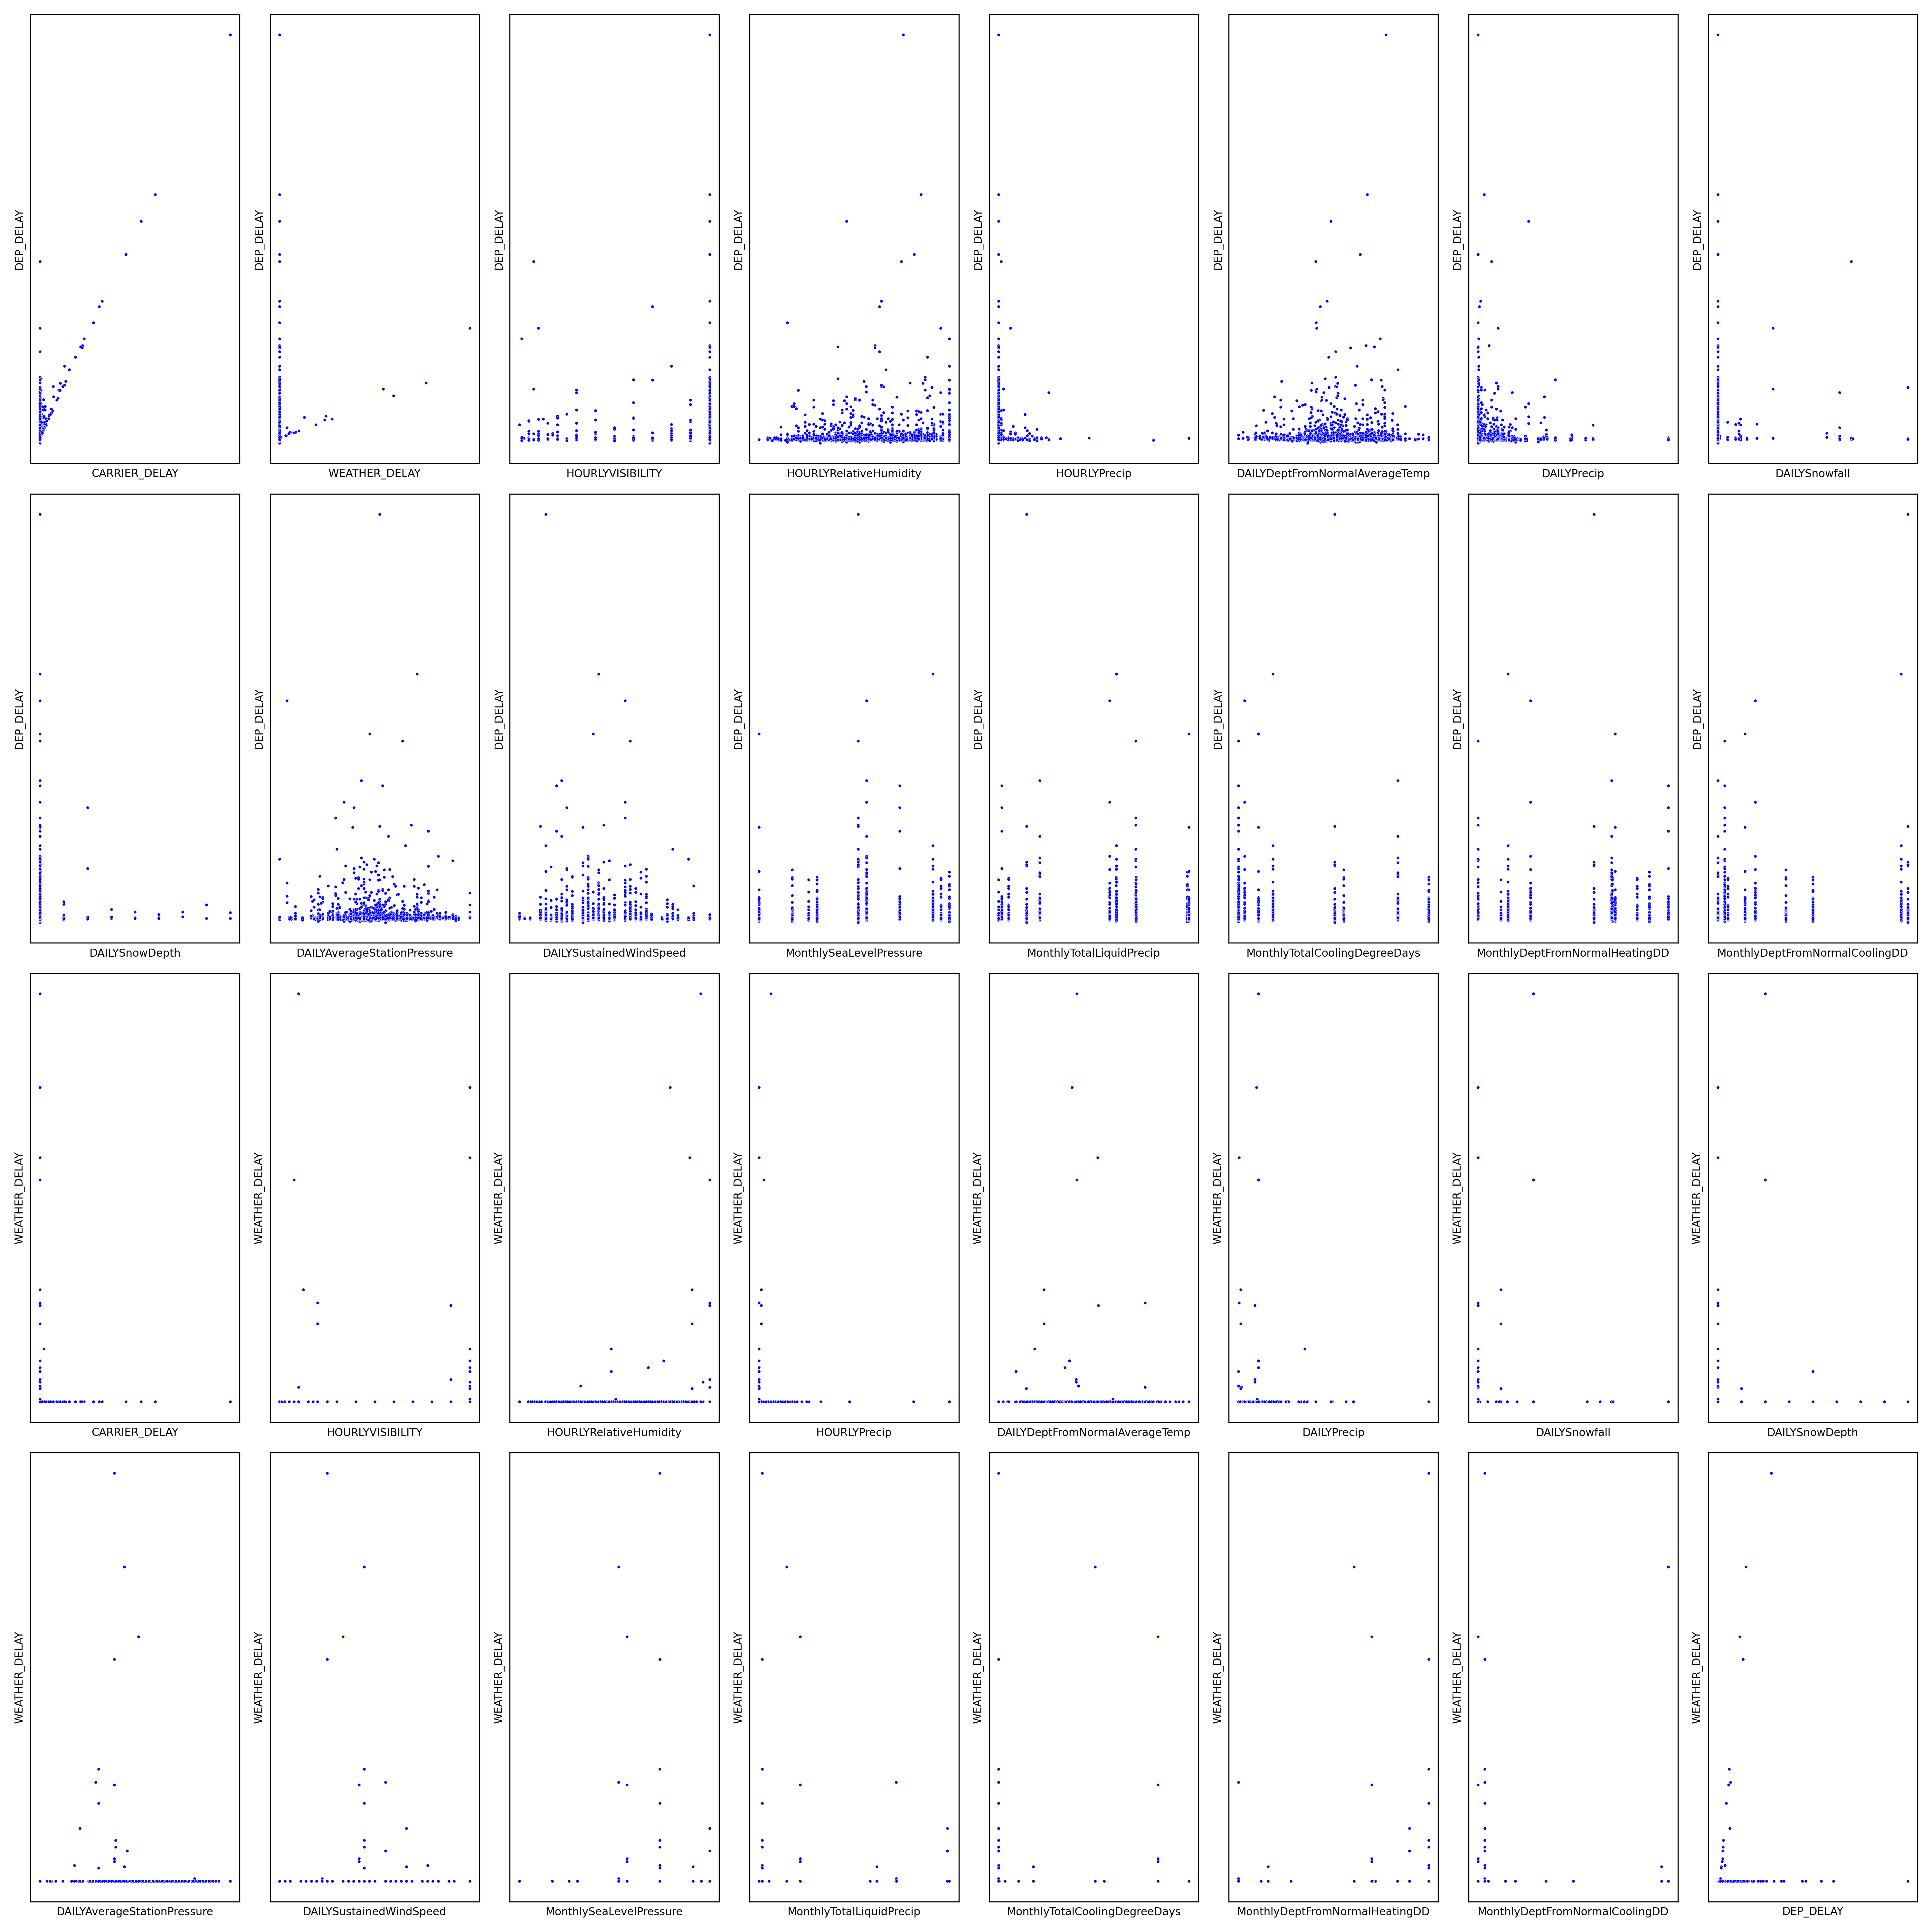 DEP_DELAY
CARRIER_DELAY
DEP_DELAY
WEATHER_DELAY
DEP_DELAY
HOURLYVISIBILITY
DEP_DELAY
HOURLYRelativeHumidity
DEP_DELAY
HOURLYPrecip
DEP_DELAY
DAILYDeptFromNormalAverageTemp
DEP_DELAY
DAILYPrecip
DEP_DELAY
DAILYSnowfall
DEP_DELAY
DAILYSnowDepth
DEP_DELAY
DAILYAverageStationPressure
DEP_DELAY
DAILYSustainedWindSpeed
DEP_DELAY
MonthlySeaLevelPressure
DEP_DELAY
MonthlyTotalLiquidPrecip
DEP_DELAY
MonthlyTotalCoolingDegreeDays
DEP_DELAY
MonthlyDeptFromNormalHeatingDD
DEP_DELAY
MonthlyDeptFromNormalCoolingDD
WEATHER_DELAY
CARRIER_DELAY
WEATHER_DELAY
HOURLYVISIBILITY
WEATHER_DELAY
HOURLYRelativeHumidity
WEATHER_DELAY
HOURLYPrecip
WEATHER_DELAY
DAILYDeptFromNormalAverageTemp
WEATHER_DELAY
DAILYPrecip
WEATHER_DELAY
DAILYSnowfall
WEATHER_DELAY
DAILYSnowDepth
WEATHER_DELAY
DAILYAverageStationPressure
WEATHER_DELAY
DAILYSustainedWindSpeed
WEATHER_DELAY
MonthlySeaLevelPressure
WEATHER_DELAY
MonthlyTotalLiquidPrecip
WEATHER_DELAY
MonthlyTotalCoolingDegreeDays
WEATHER_DELAY
MonthlyDeptFromNormalHeatingDD
WEATHER_DELAY
MonthlyDeptFromNormalCoolingDD
WEATHER_DELAY
DEP_DELAY